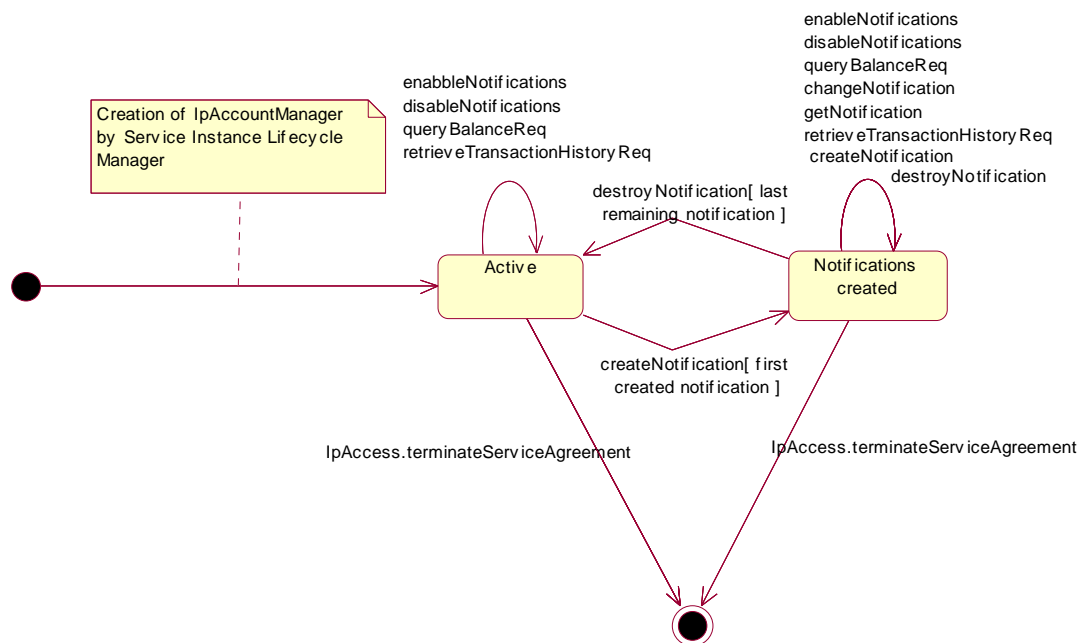 enableNotifications
disableNotifications
queryBalanceReq
changeNotification
getNotification
retrieveTransactionHistoryReq
createNotification
destroyNotification
enabbleNotifications
disableNotifications
queryBalanceReq
retrieveTransactionHistoryReq
Creation of IpAccountManager
by Service Instance Lifecycle
Manager
destroyNotification[ last
remaining notification ]
Active
Notifications
created
createNotification[ first
created notification ]
IpAccess.terminateServiceAgreement
IpAccess.terminateServiceAgreement